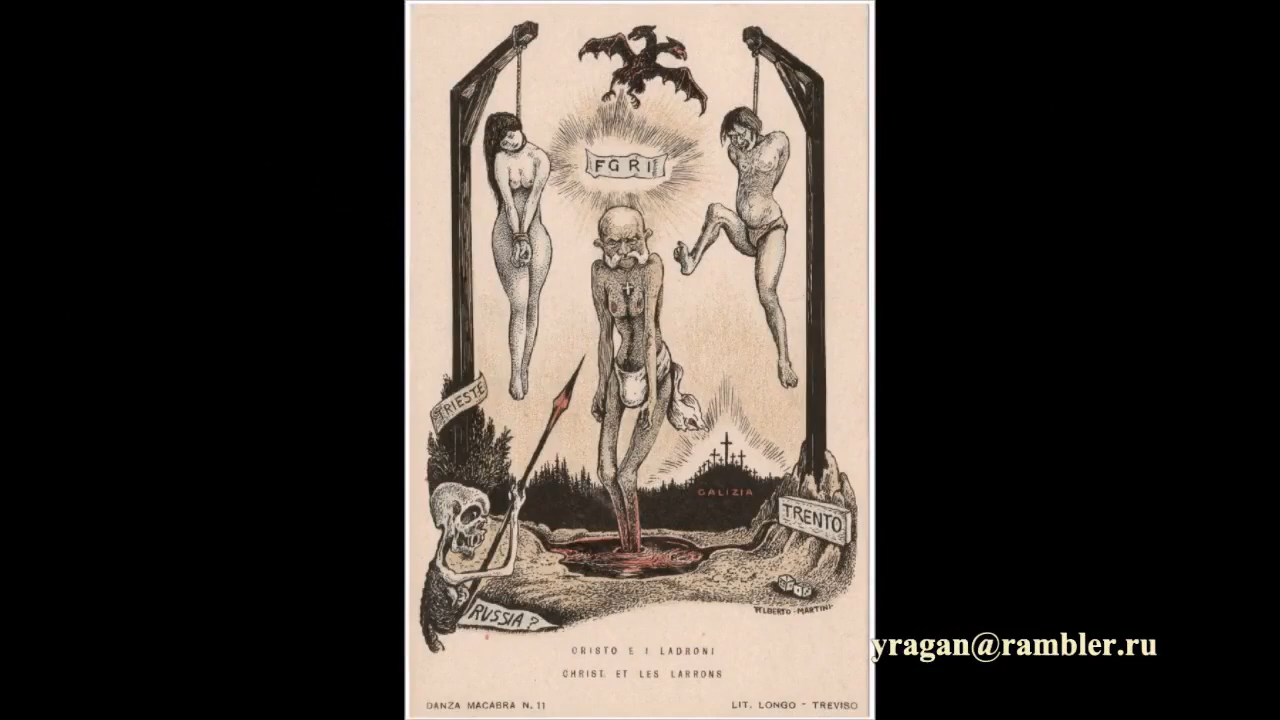 FGRI
TRIESTE
GALIZIA
TRENTO
RUSSIA?
ALBERTO-MARTINI-
CRISTO E I LADRONI
CHRIST ET LES LARRONS
DANZA MACABRA N.11
LIT. LONGO - TREVISO
yragan@rambler.ru